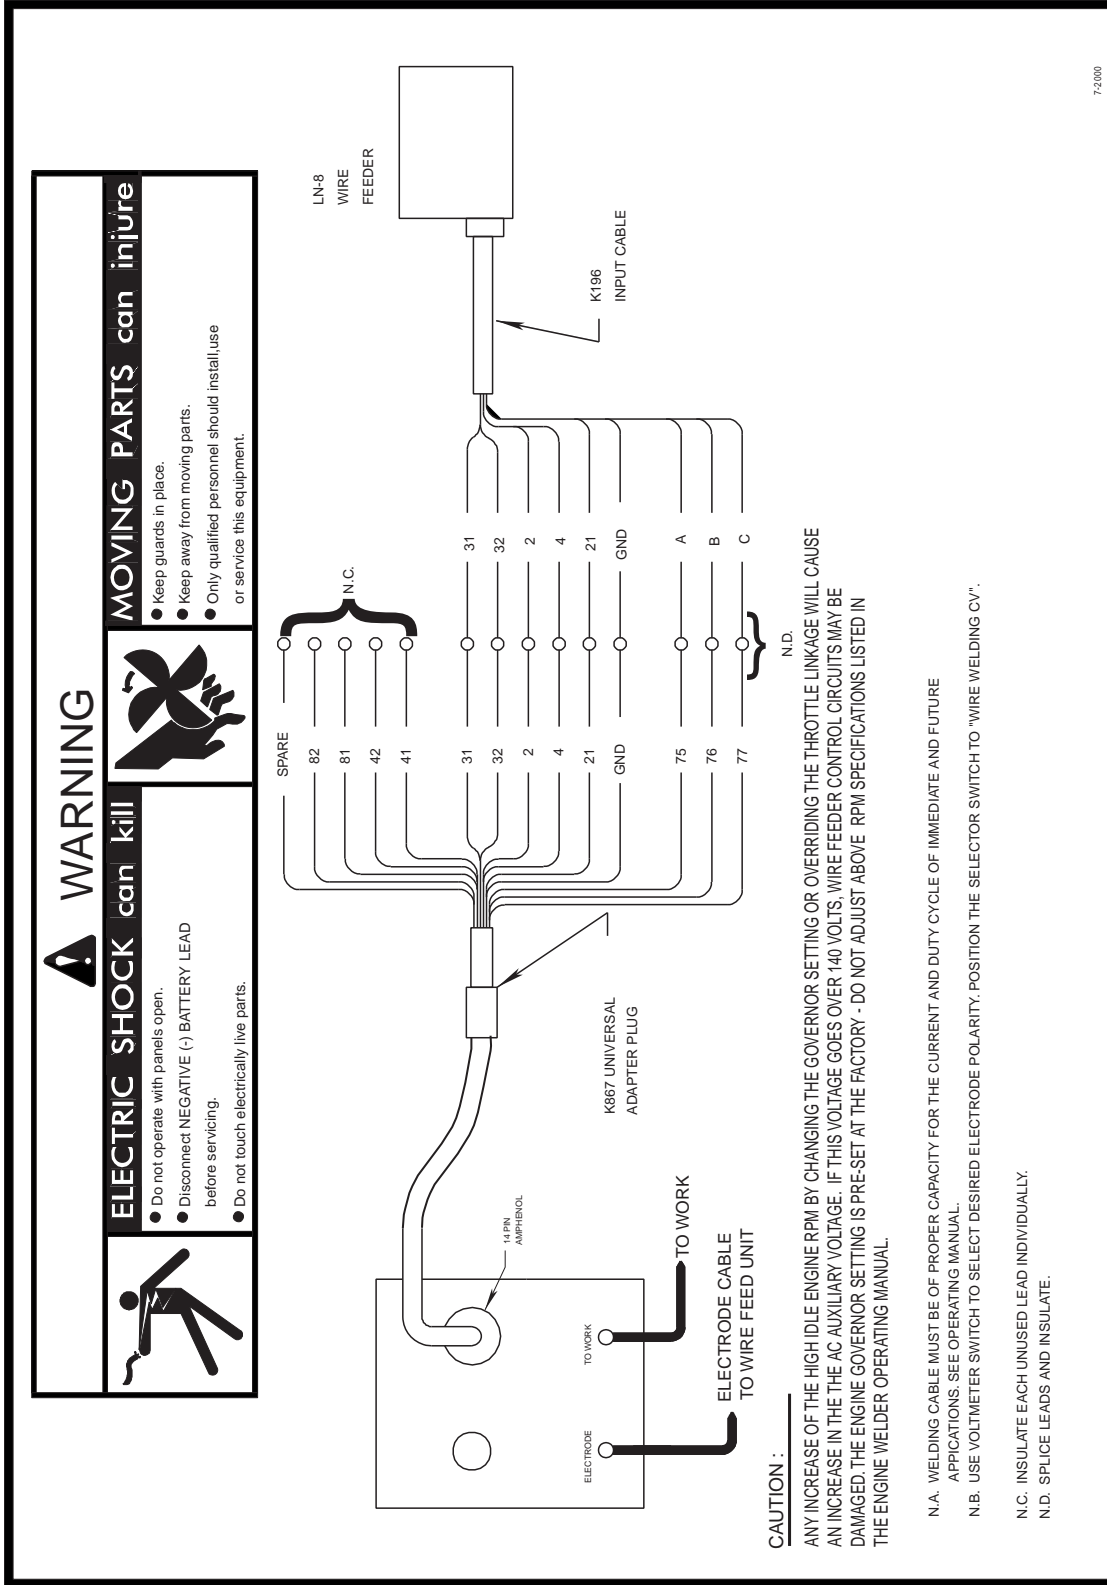 WARNING
ELECTRIC SHOCK can kill
● Do not operate with panels open.
● Disconnect NEGATIVE (-) BATTERY LEAD
before servicing.
● Do not touch electrically live parts.
MOVING PARTS can injure
● Keep guards in place.
● Keep away from moving parts.
● Only qualified personnel should install,use
or service this equipment.
SPARE
82
81
42
41
31
32
2
4
21
GND
75
76
77
N.C.
31
32
2
4
21
GND
A
B
C
N.D.
LN-8
WIRE
FEEDER
K196
INPUT CABLE
K867 UNIVERSAL
ADAPTER PLUG
14 PIN
AMPHENOL
TO WORK
ELECTRODE
TO WORK
ELECTRODE CABLE
TO WIRE FEED UNIT
CAUTION :
ANY INCREASE OF THE HIGH IDLE ENGINE RPM BY CHANGING THE GOVERNOR SETTING OR OVERRIDING THE THROTTLE LINKAGE WILL CAUSE
AN INCREASE IN THE THE AC AUXILIARY VOLTAGE. IF THIS VOLTAGE GOES OVER 140 VOLTS, WIRE FEEDER CONTROL CIRCUITS MAY BE
DAMAGED. THE ENGINE GOVERNOR SETTING IS PRE-SET AT THE FACTORY - DO NOT ADJUST ABOVE RPM SPECIFICATIONS LISTED IN
THE ENGINE WELDER OPERATING MANUAL.
N.A. WELDING CABLE MUST BE OF PROPER CAPACITY FOR THE CURRENT AND DUTY CYCLE OF IMMEDIATE AND FUTURE
APPICATIONS. SEE OPERATING MANUAL.
N.B. USE VOLTMETER SWITCH TO SELECT DESIRED ELECTRODE POLARITY. POSITION THE SELECTOR SWITCH TO "WIRE WELDING CV".
N.C. INSULATE EACH UNUSED LEAD INDIVIDUALLY.
N.D. SPLICE LEADS AND INSULATE.
7-2000